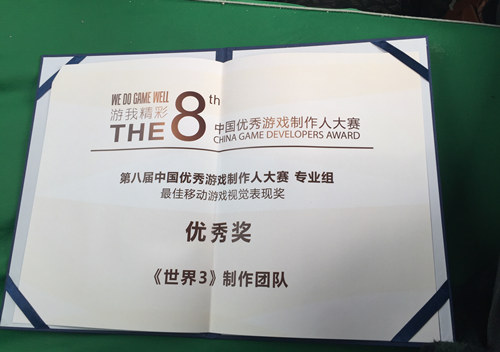 WE DO GAME WELL
游我精彩
THE 8th
中国优秀游戏制作人大赛
CHINA GAME DEVELOPERS AWARD
第八届中国优秀游戏制作人大赛 专业组
最佳移动游戏视觉表现奖
优秀奖
《世界3》制作团队